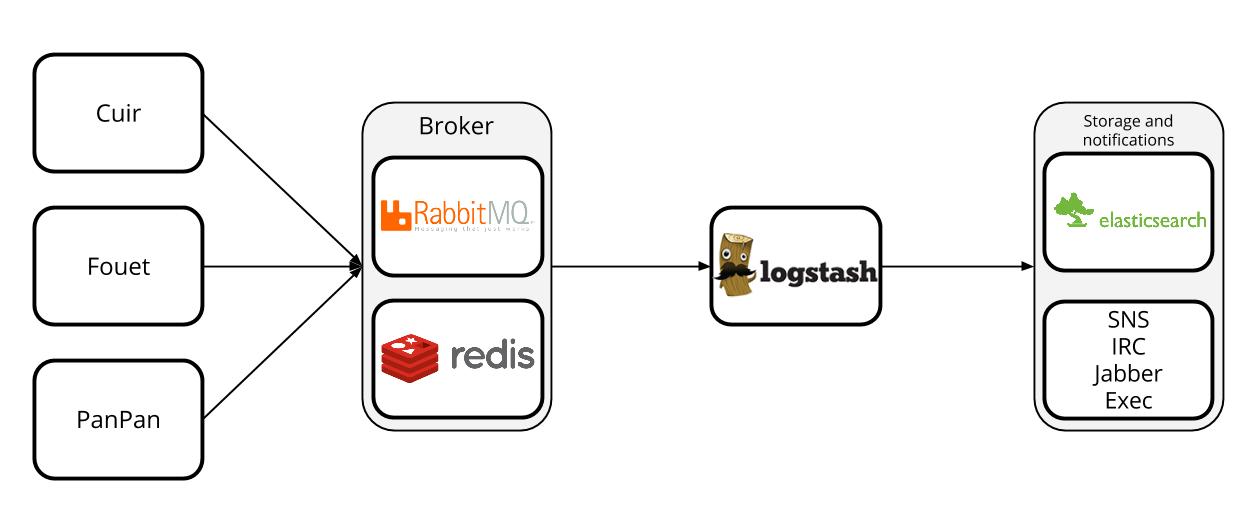 Cuir
Fouet
PanPan
Broker
RabbitMQ
Messaging that just works
redis
logstash
Storage and
notifications
elasticsearch
SNS
IRC
Jabber
Exec